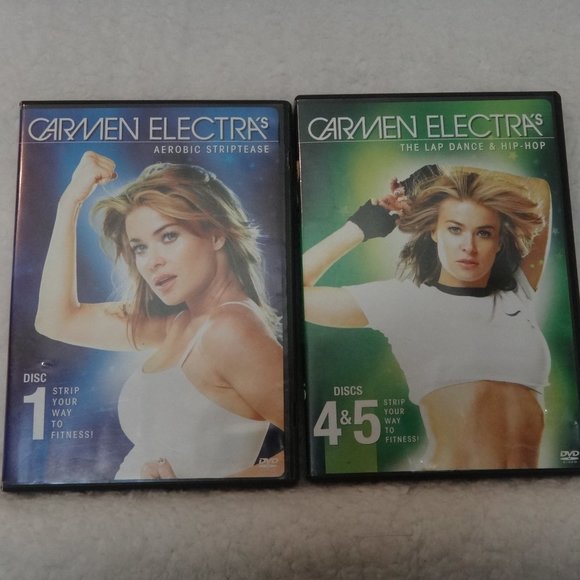 CARMEN ELECTRA'S
AEROBIC STRIPTEASE
DISC
1
STRIP
YOUR
WAY
TO
FITNESS!
DVD
CARMEN ELECTRA'S
THE LAP DANCE & HIP-HOP
DISCS
4&5
STRIP
YOUR
WAY
TO
FITNESS!
DVD